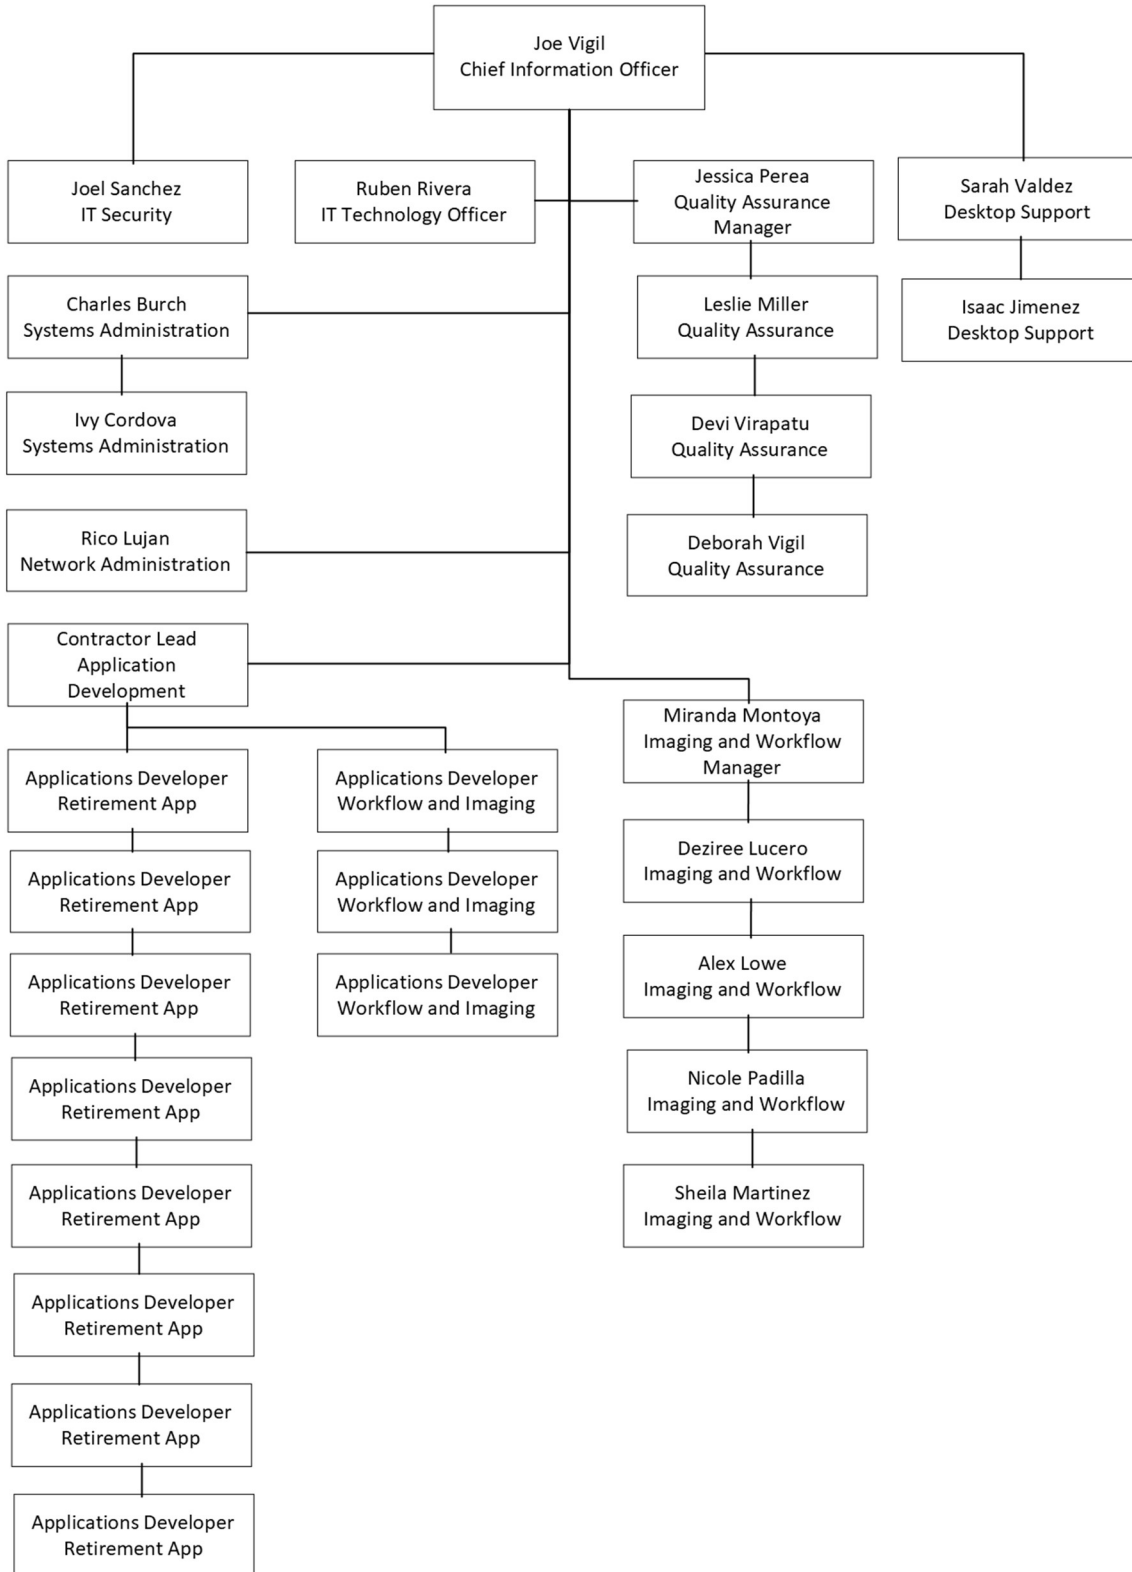 Joe Vigil
Chief Information Officer
Joel Sanchez
IT Security
Ruben Rivera
IT Technology Officer
Jessica Perea
Quality Assurance
Manager
Sarah Valdez
Desktop Support
Charles Burch
Systems Administration
Leslie Miller
Quality Assurance
Isaac Jimenez
Desktop Support
Ivy Cordova
Systems Administration
Devi Virapatu
Quality Assurance
Rico Lujan
Network Administration
Deborah Vigil
Quality Assurance
Contractor Lead
Application
Development
Miranda Montoya
Imaging and Workflow
Manager
Applications Developer
Retirement App
Applications Developer
Workflow and Imaging
Deziree Lucero
Imaging and Workflow
Applications Developer
Retirement App
Applications Developer
Workflow and Imaging
Alex Lowe
Imaging and Workflow
Applications Developer
Retirement App
Applications Developer
Workflow and Imaging
Nicole Padilla
Imaging and Workflow
Applications Developer
Retirement App
Sheila Martinez
Imaging and Workflow
Applications Developer
Retirement App
Applications Developer
Retirement App
Applications Developer
Retirement App
Applications Developer
Retirement App